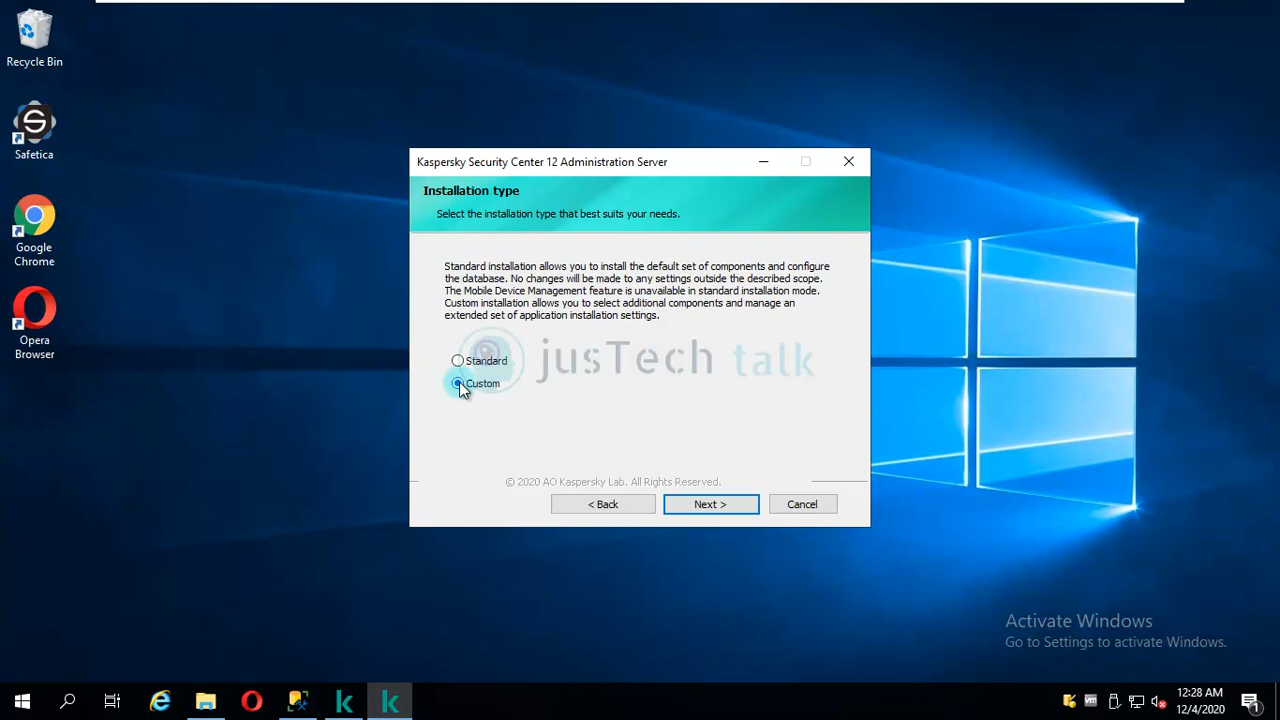 Recycle Bin
Safetica
Google
Chrome
Opera
Browser
Kaspersky Security Center 12 Administration Server
Installation type
Select the installation type that best suits your needs.
Standard installation allows you to install the default set of components and configure
the database. No changes will be made to any settings outside the described scope.
The Mobile Device Management feature is unavailable in standard installation mode.
Custom installation allows you to select additional components and manage an
extended set of application installation settings.
Standard
Custom
jusTech talk
© 2020 AO Kaspersky Lab. All Rights Reserved.
< Back
Next >
Cancel
Activate Windows
Go to Settings to activate Windows.
12:28 AM
12/4/2020
1